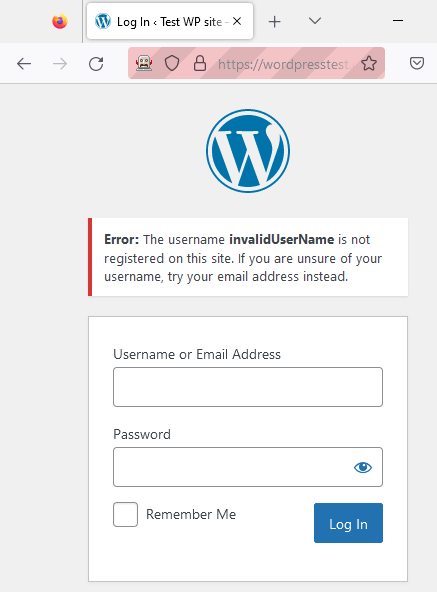 Log In ‹ Test WP site -
https://wordpresstest
Error: The username invalidUserName is not
registered on this site. If you are unsure of your
username, try your email address instead.
Username or Email Address
Password
Remember Me
Log In